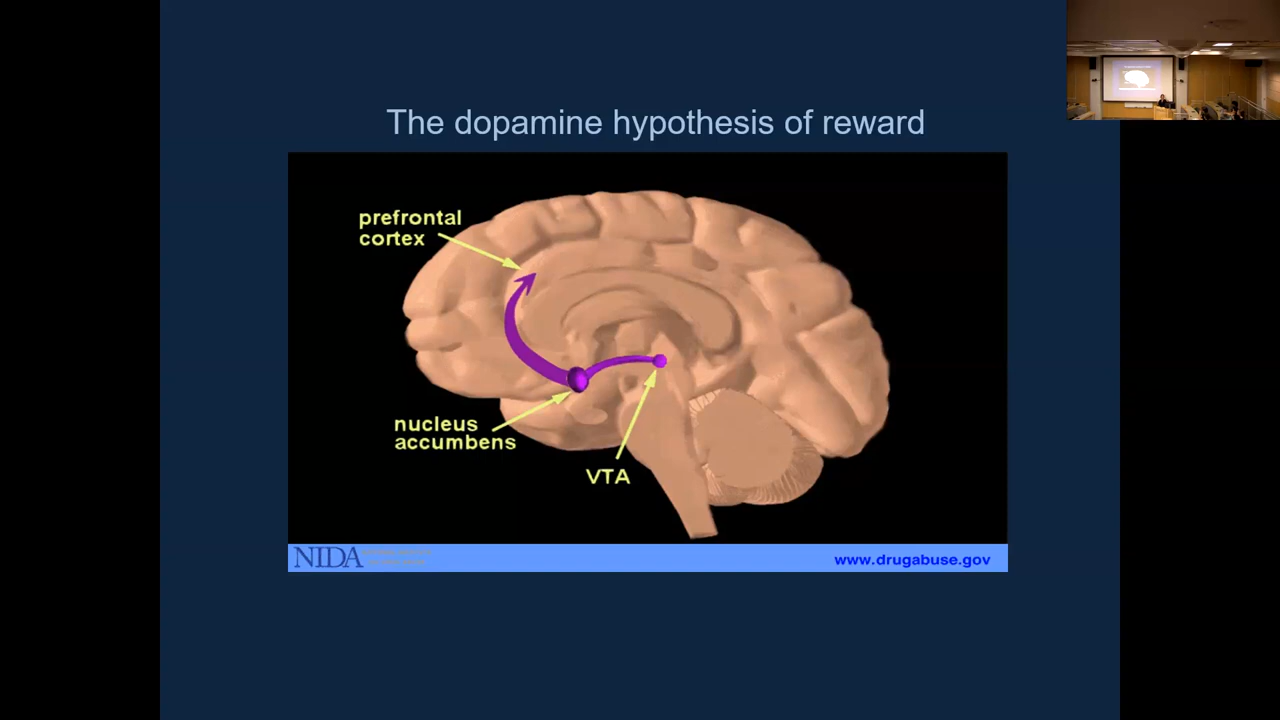 The dopamine hypothesis of reward
prefrontal
cortex
nucleus
accumbens
VTA
NIDA
www.drugabuse.gov